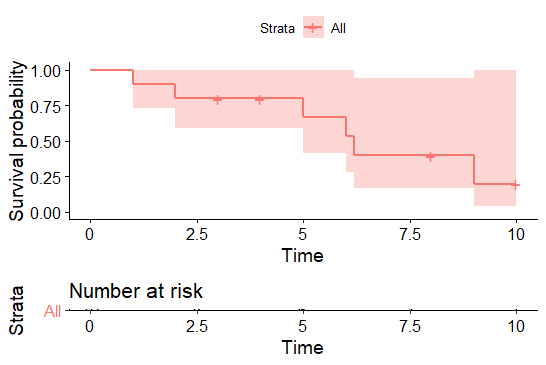 Strata All
Survival probability
1.00
0.75
0.50
0.25
0.00
0 2.5 5 7.5 10
Time
Number at risk
Strata
All
0 2.5 5 7.5 10
Time